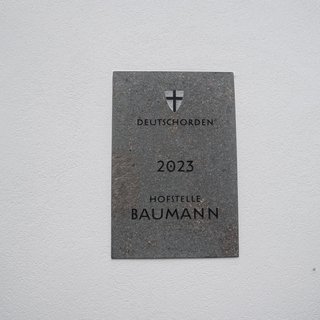 DEUTSCHORDEN
2023
HOFSTELLE
BAUMANN